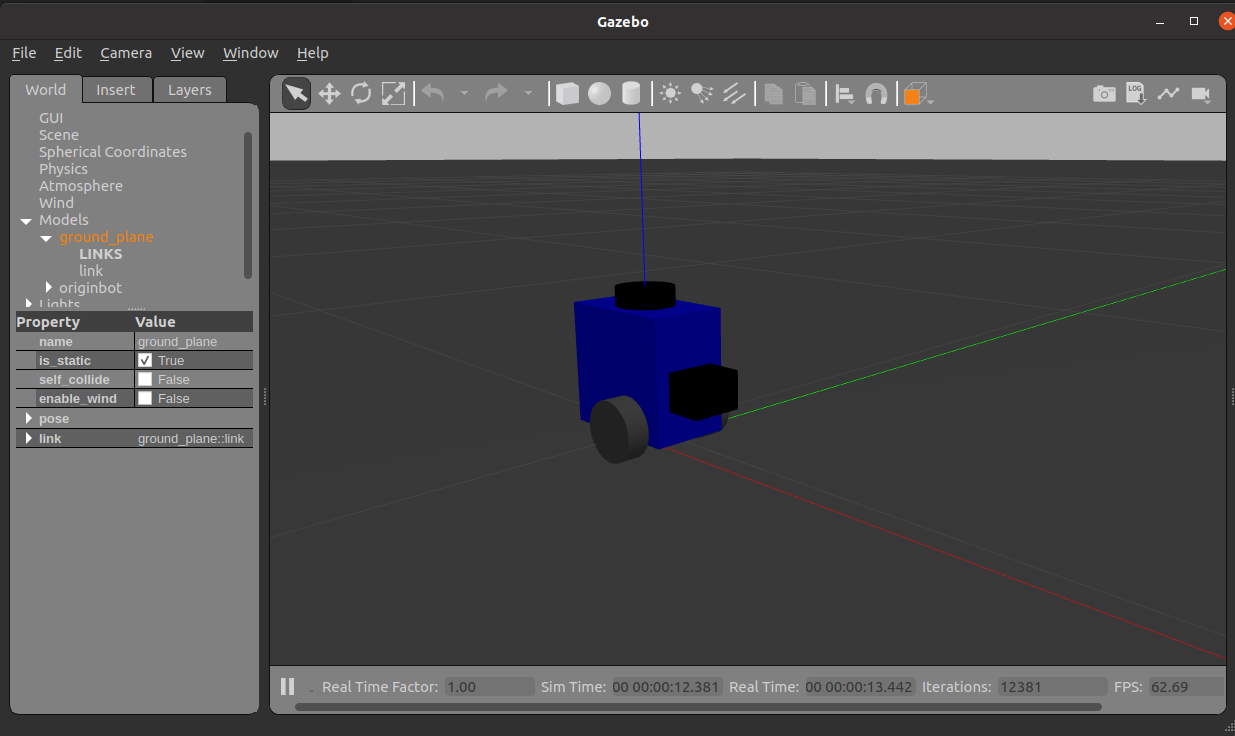 Gazebo
File Edit Camera View Window Help
World Insert Layers
LOG
GUI
Scene
Spherical Coordinates
Physics
Atmosphere
Wind
Models
ground_plane
LINKS
link
originbot
Lights
Property Value
name ground_plane
is_static True
self_collide False
enable_wind False
pose
link ground_plane::link
Real Time Factor: 1.00 Sim Time: 00 00:00:12.381 Real Time: 00 00:00:13.442 Iterations: 12381 FPS: 62.69